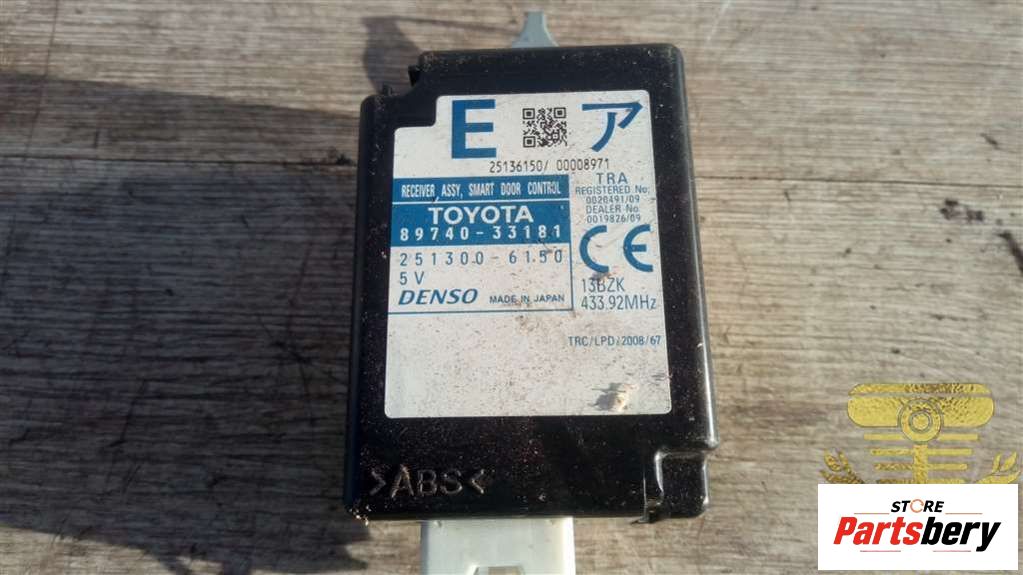 E ア
25136150/ 00008971
RECEIVER, ASSY, SMART DOOR CONTROL
TOYOTA
89740-33181
251300-6150
5V
DENSO MADE IN JAPAN
TRA
REGISTERED No:
0020491/09
DEALER No
0019826/09
CE
13BZK
433.92MHz
TRC/LPD/2008/67
>ABS<
STORE
Partsbery